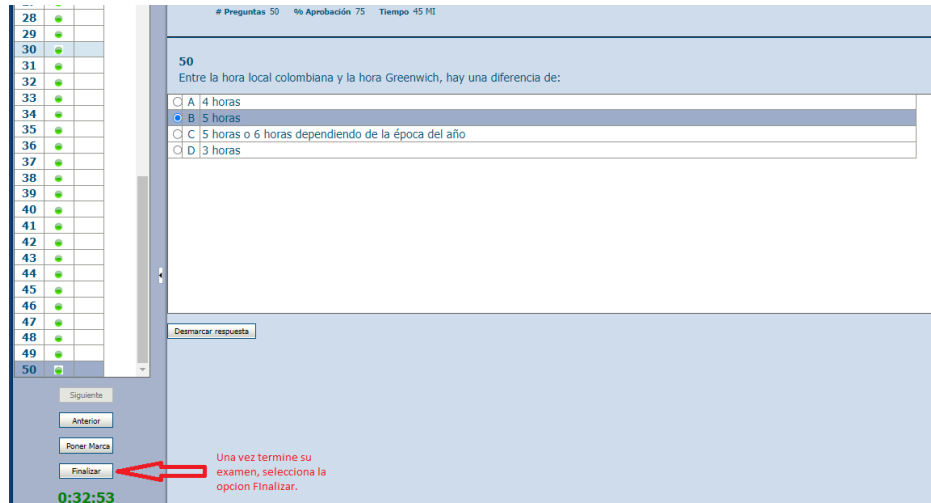 # Preguntas 50 % Aprobación 75 Tiempo 45 MI
28
29
30
31
32
33
34
35
36
37
38
39
40
41
42
43
44
45
46
47
48
49
50
Siguiente
Anterior
Poner Marca
Finalizar
0:32:53
50
Entre la hora local colombiana y la hora Greenwich, hay una diferencia de:
A 4 horas
B 5 horas
C 5 horas o 6 horas dependiendo de la época del año
D 3 horas
Desmarcar respuesta
Una vez termine su
examen, selecciona la
opcion FInalizar.